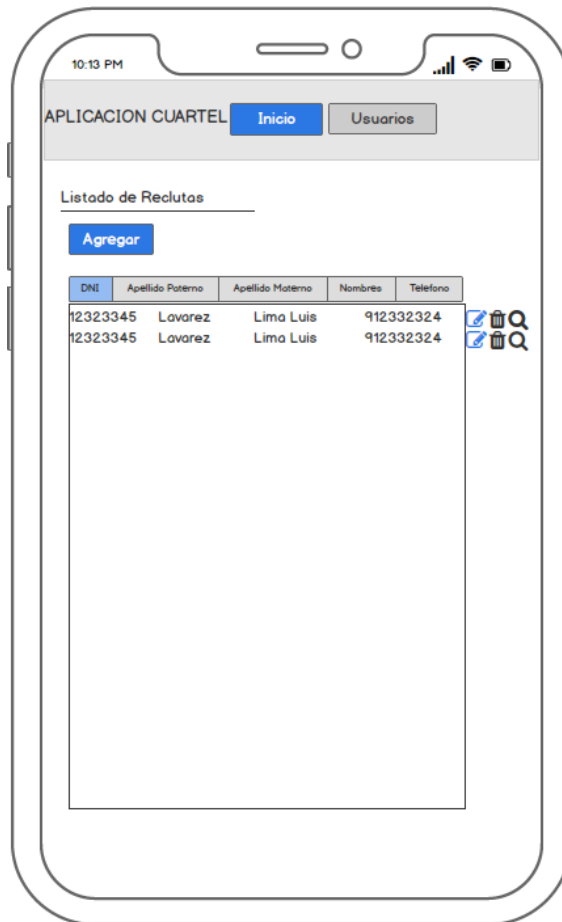 10:13 PM
APLICACION CUARTEL Inicio Usuarios
Listado de Reclutas
Agregar
DNI Apellido Paterno Apellido Materno Nombres Telefono
12323345 Lavarez Lima Luis 912332324
12323345 Lavarez Lima Luis 912332324